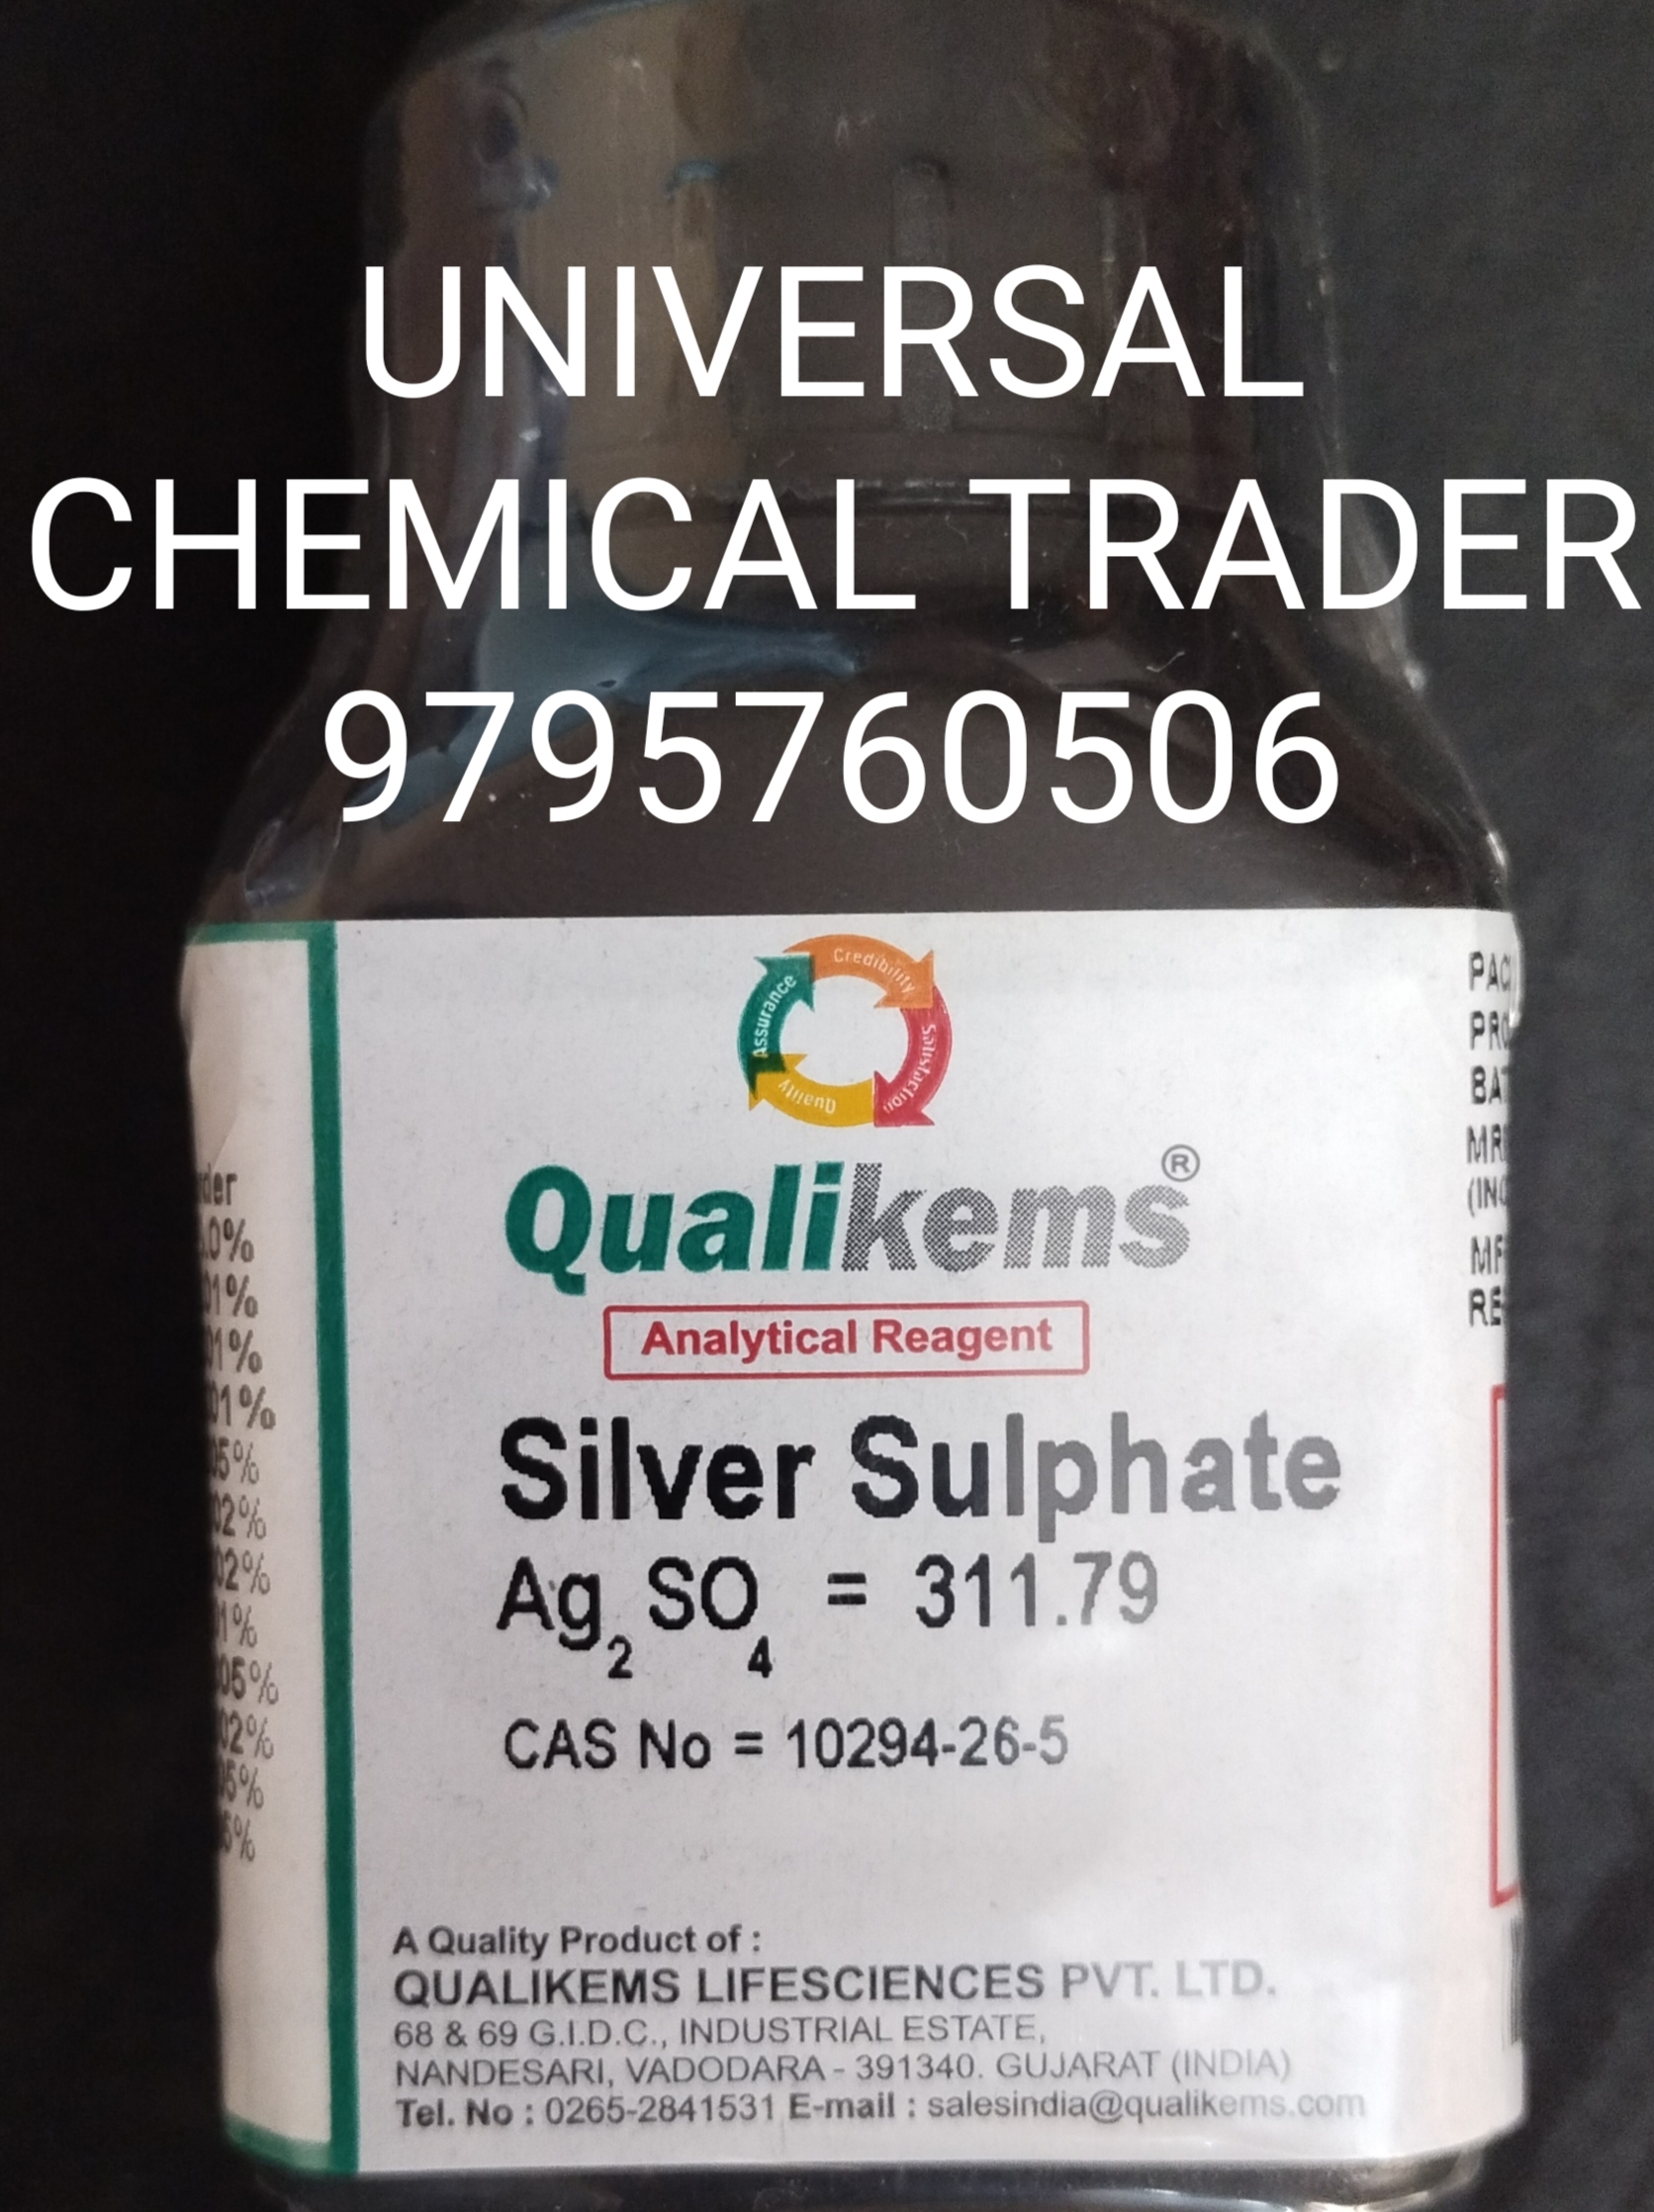 UNIVERSAL
CHEMICAL TRADER
9795760506
Credibility
Assurance
Satisfaction
Quality
Qualikems®
Analytical Reagent
Silver Sulphate
Ag₂SO₄ = 311.79
CAS No = 10294-26-5
A Quality Product of :
QUALIKEMS LIFESCIENCES PVT. LTD.
68 & 69 G.I.D.C., INDUSTRIAL ESTATE,
NANDESARI, VADODARA - 391340. GUJARAT (INDIA)
Tel. No : 0265-2841531 E-mail : salesindia@qualikems.com